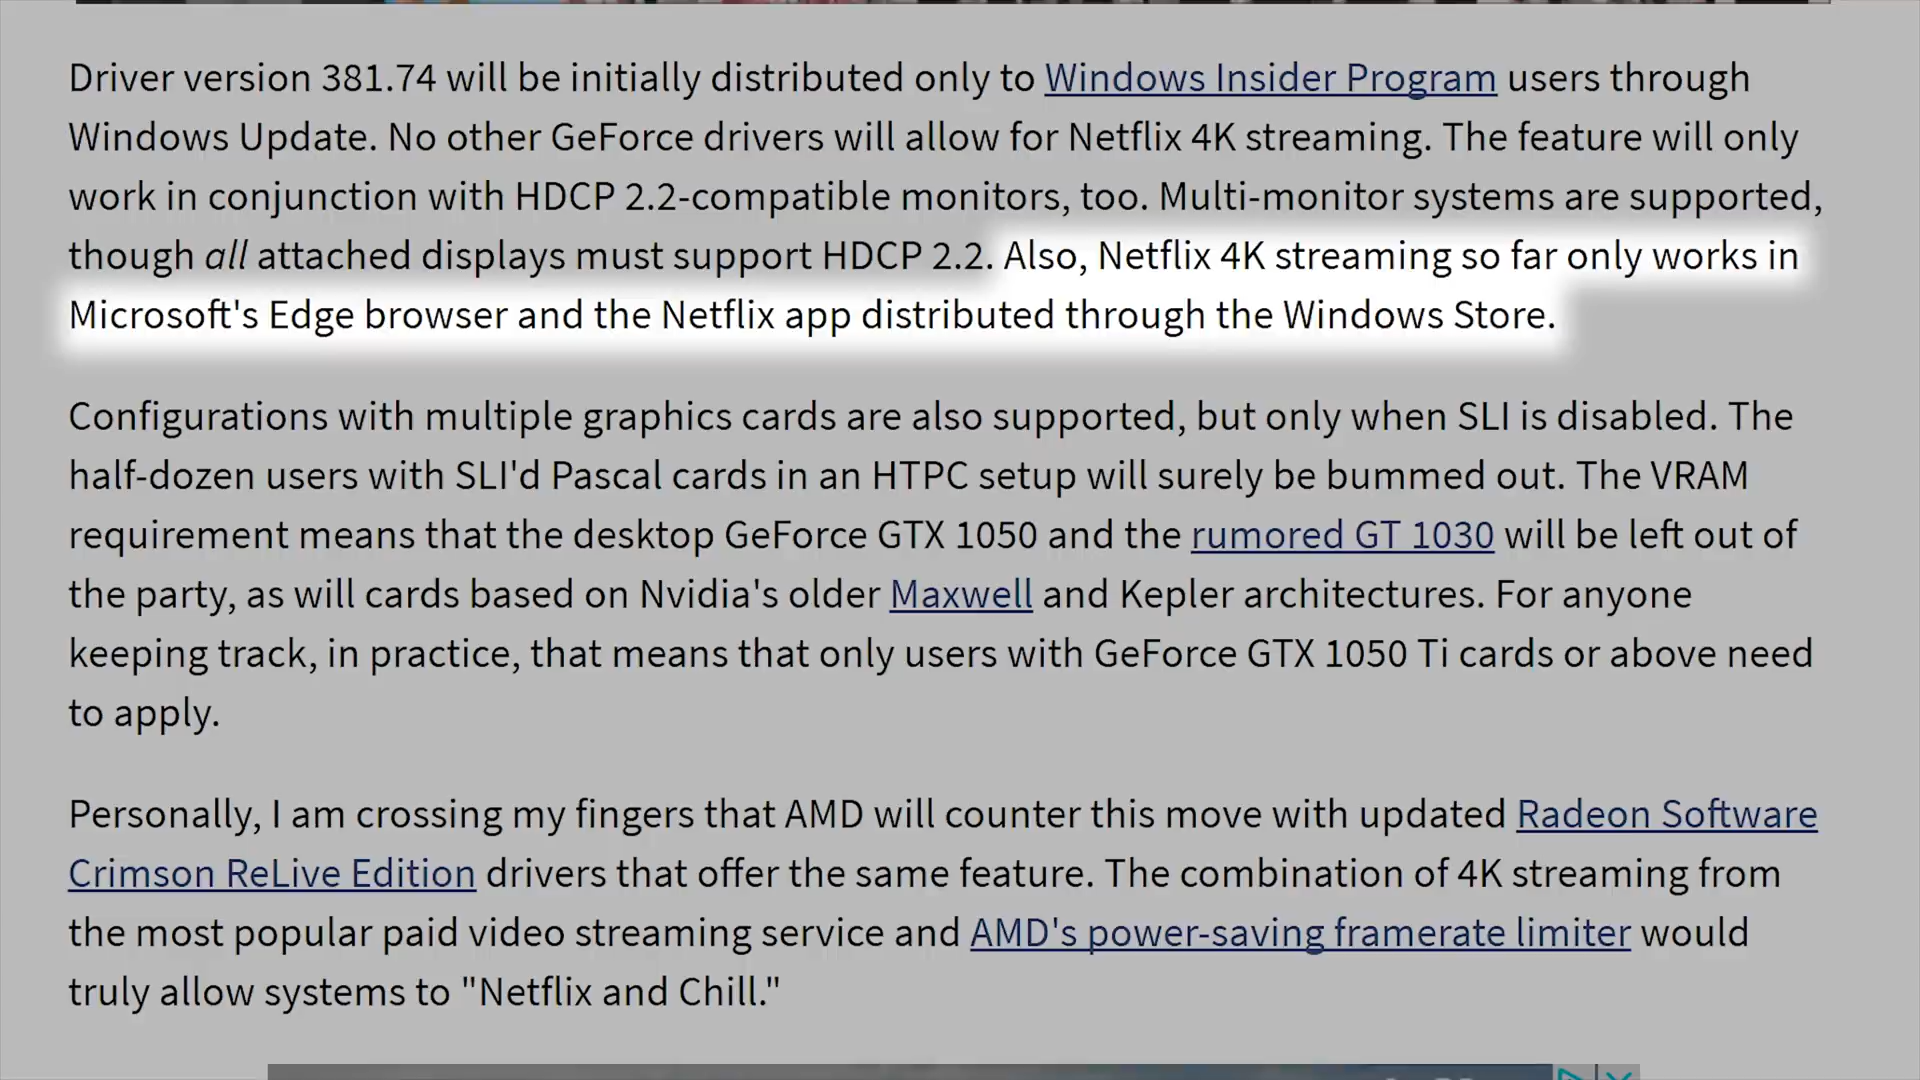 Driver version 381.74 will be initially distributed only to Windows Insider Program users through
Windows Update. No other GeForce drivers will allow for Netflix 4K streaming. The feature will only
work in conjunction with HDCP 2.2-compatible monitors, too. Multi-monitor systems are supported,
though all attached displays must support HDCP 2.2. Also, Netflix 4K streaming so far only works in
Microsoft's Edge browser and the Netflix app distributed through the Windows Store.
Configurations with multiple graphics cards are also supported, but only when SLI is disabled. The
half-dozen users with SLI'd Pascal cards in an HTPC setup will surely be bummed out. The VRAM
requirement means that the desktop GeForce GTX 1050 and the rumored GT 1030 will be left out of
the party, as will cards based on Nvidia's older Maxwell and Kepler architectures. For anyone
keeping track, in practice, that means that only users with GeForce GTX 1050 Ti cards or above need
to apply.
Personally, I am crossing my fingers that AMD will counter this move with updated Radeon Software
Crimson ReLive Edition drivers that offer the same feature. The combination of 4K streaming from
the most popular paid video streaming service and AMD's power-saving framerate limiter would
truly allow systems to "Netflix and Chill."